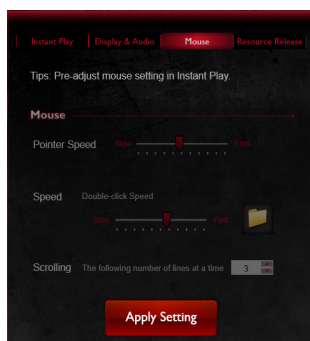 Instant Play Display & Audio Mouse Resource Release
Tips: Pre-adjust mouse setting in Instant Play.
Mouse
Pointer Speed Slow Fast
Speed Double-click Speed
Slow Fast
Scrolling The following number of lines at a time 3
Apply Setting